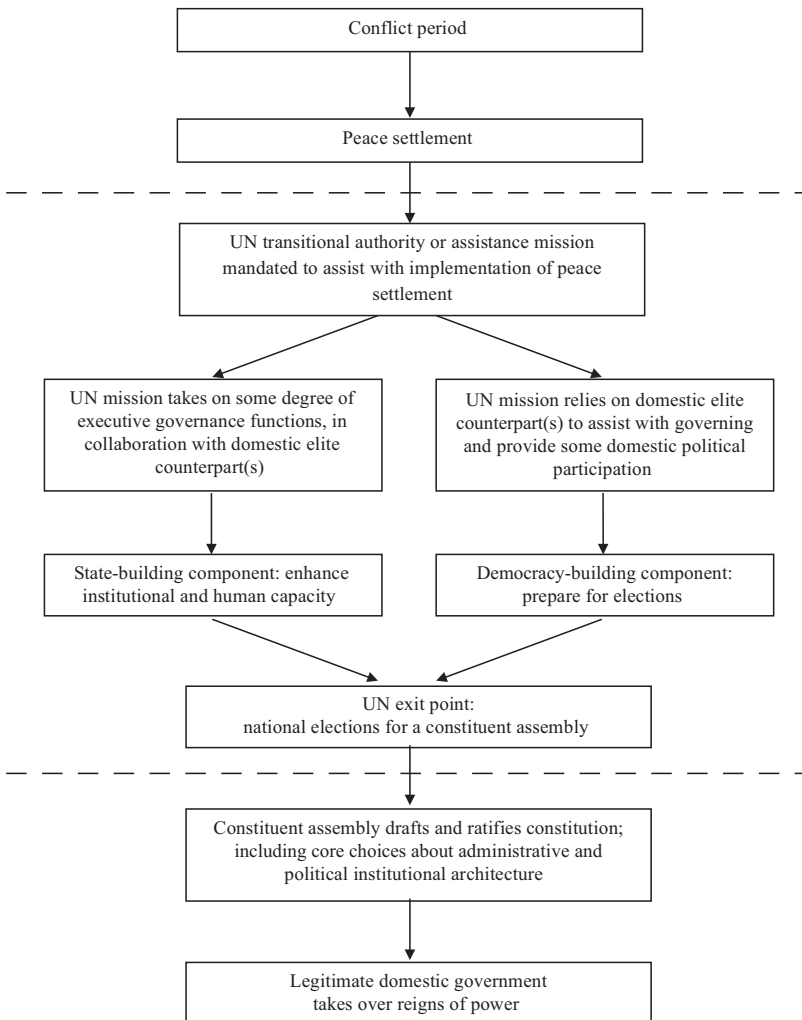 Conflict period
Peace settlement
UN transitional authority or assistance mission
mandated to assist with implementation of peace
settlement
UN mission takes on some degree of
executive governance functions, in
collaboration with domestic elite
counterpart(s)
UN mission relies on domestic elite
counterpart(s) to assist with governing
and provide some domestic political
participation
State-building component: enhance
institutional and human capacity
Democracy-building component:
prepare for elections
UN exit point:
national elections for a constituent assembly
Constituent assembly drafts and ratifies constitution;
including core choices about administrative and
political institutional architecture
Legitimate domestic government
takes over reigns of power